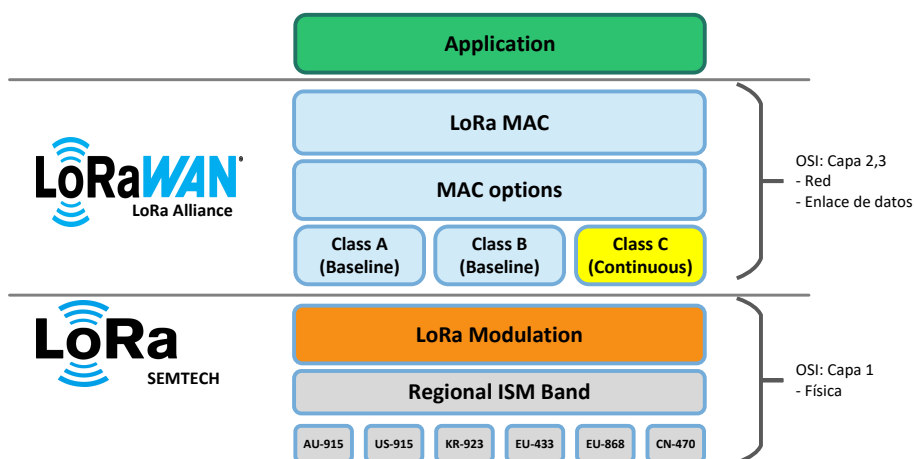 Application
LoRaWAN®
LoRa Alliance
LoRa MAC
MAC options
Class A
(Baseline)
Class B
(Baseline)
Class C
(Continuous)
OSI: Capa 2,3
- Red
- Enlace de datos
LoRa
SEMTECH
LoRa Modulation
Regional ISM Band
AU-915
US-915
KR-923
EU-433
EU-868
CN-470
OSI: Capa 1
- Física